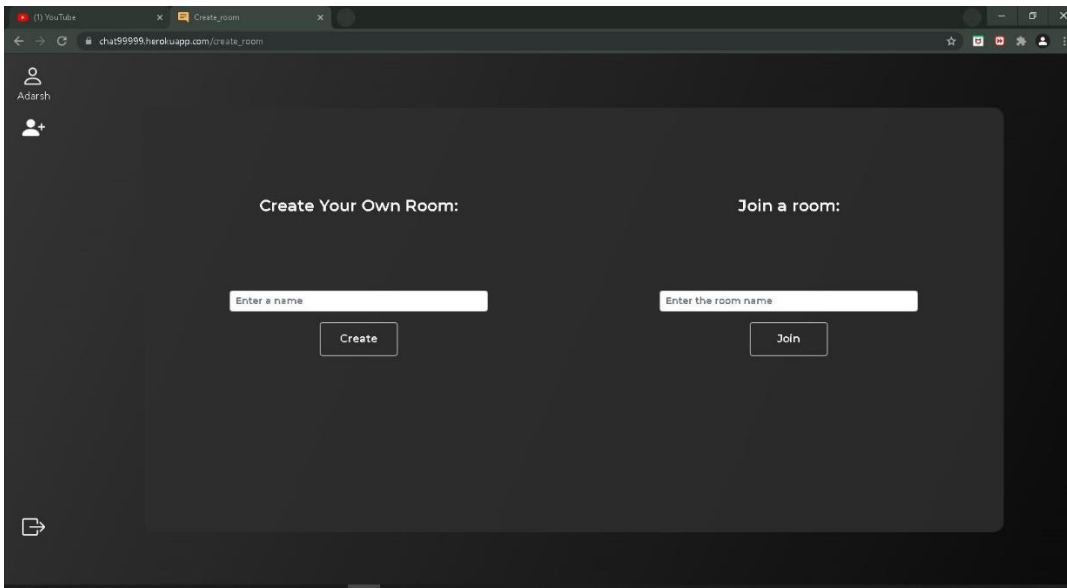 (1) YouTube
Create_room
chat99999.herokuapp.com/create_room
Adarsh
Create Your Own Room:
Join a room:
Enter a name
Enter the room name
Create
Join